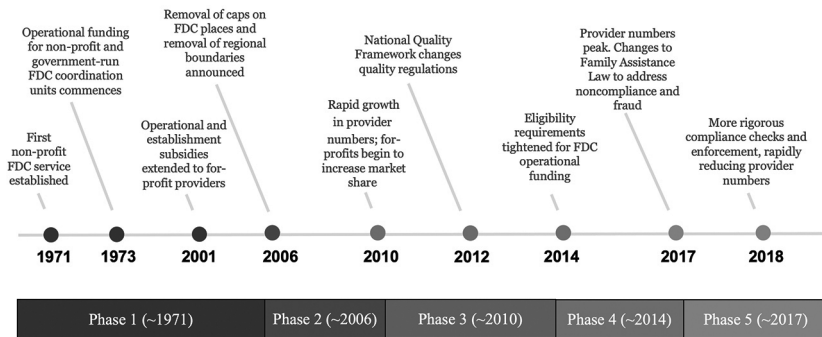 Operational funding
for non-profit and
government-run
FDC coordination
units commences
Removal of caps on
FDC places and
removal of regional
boundaries
announced
National Quality
Framework changes
quality regulations
Provider numbers
peak. Changes to
Family Assistance
Law to address
noncompliance and
fraud
First
non-profit
FDC service
established
Operational and
establishment
subsidies
extended to for-
profit providers
Rapid growth
in provider
numbers; for-
profits begin to
increase market
share
Eligibility
requirements
tightened for FDC
operational
funding
More rigorous
compliance checks and
enforcement, rapidly
reducing provider
numbers
1971 1973 2001 2006 2010 2012 2014 2017 2018
Phase 1 (~1971) Phase 2 (~2006) Phase 3 (~2010) Phase 4 (~2014) Phase 5 (~2017)